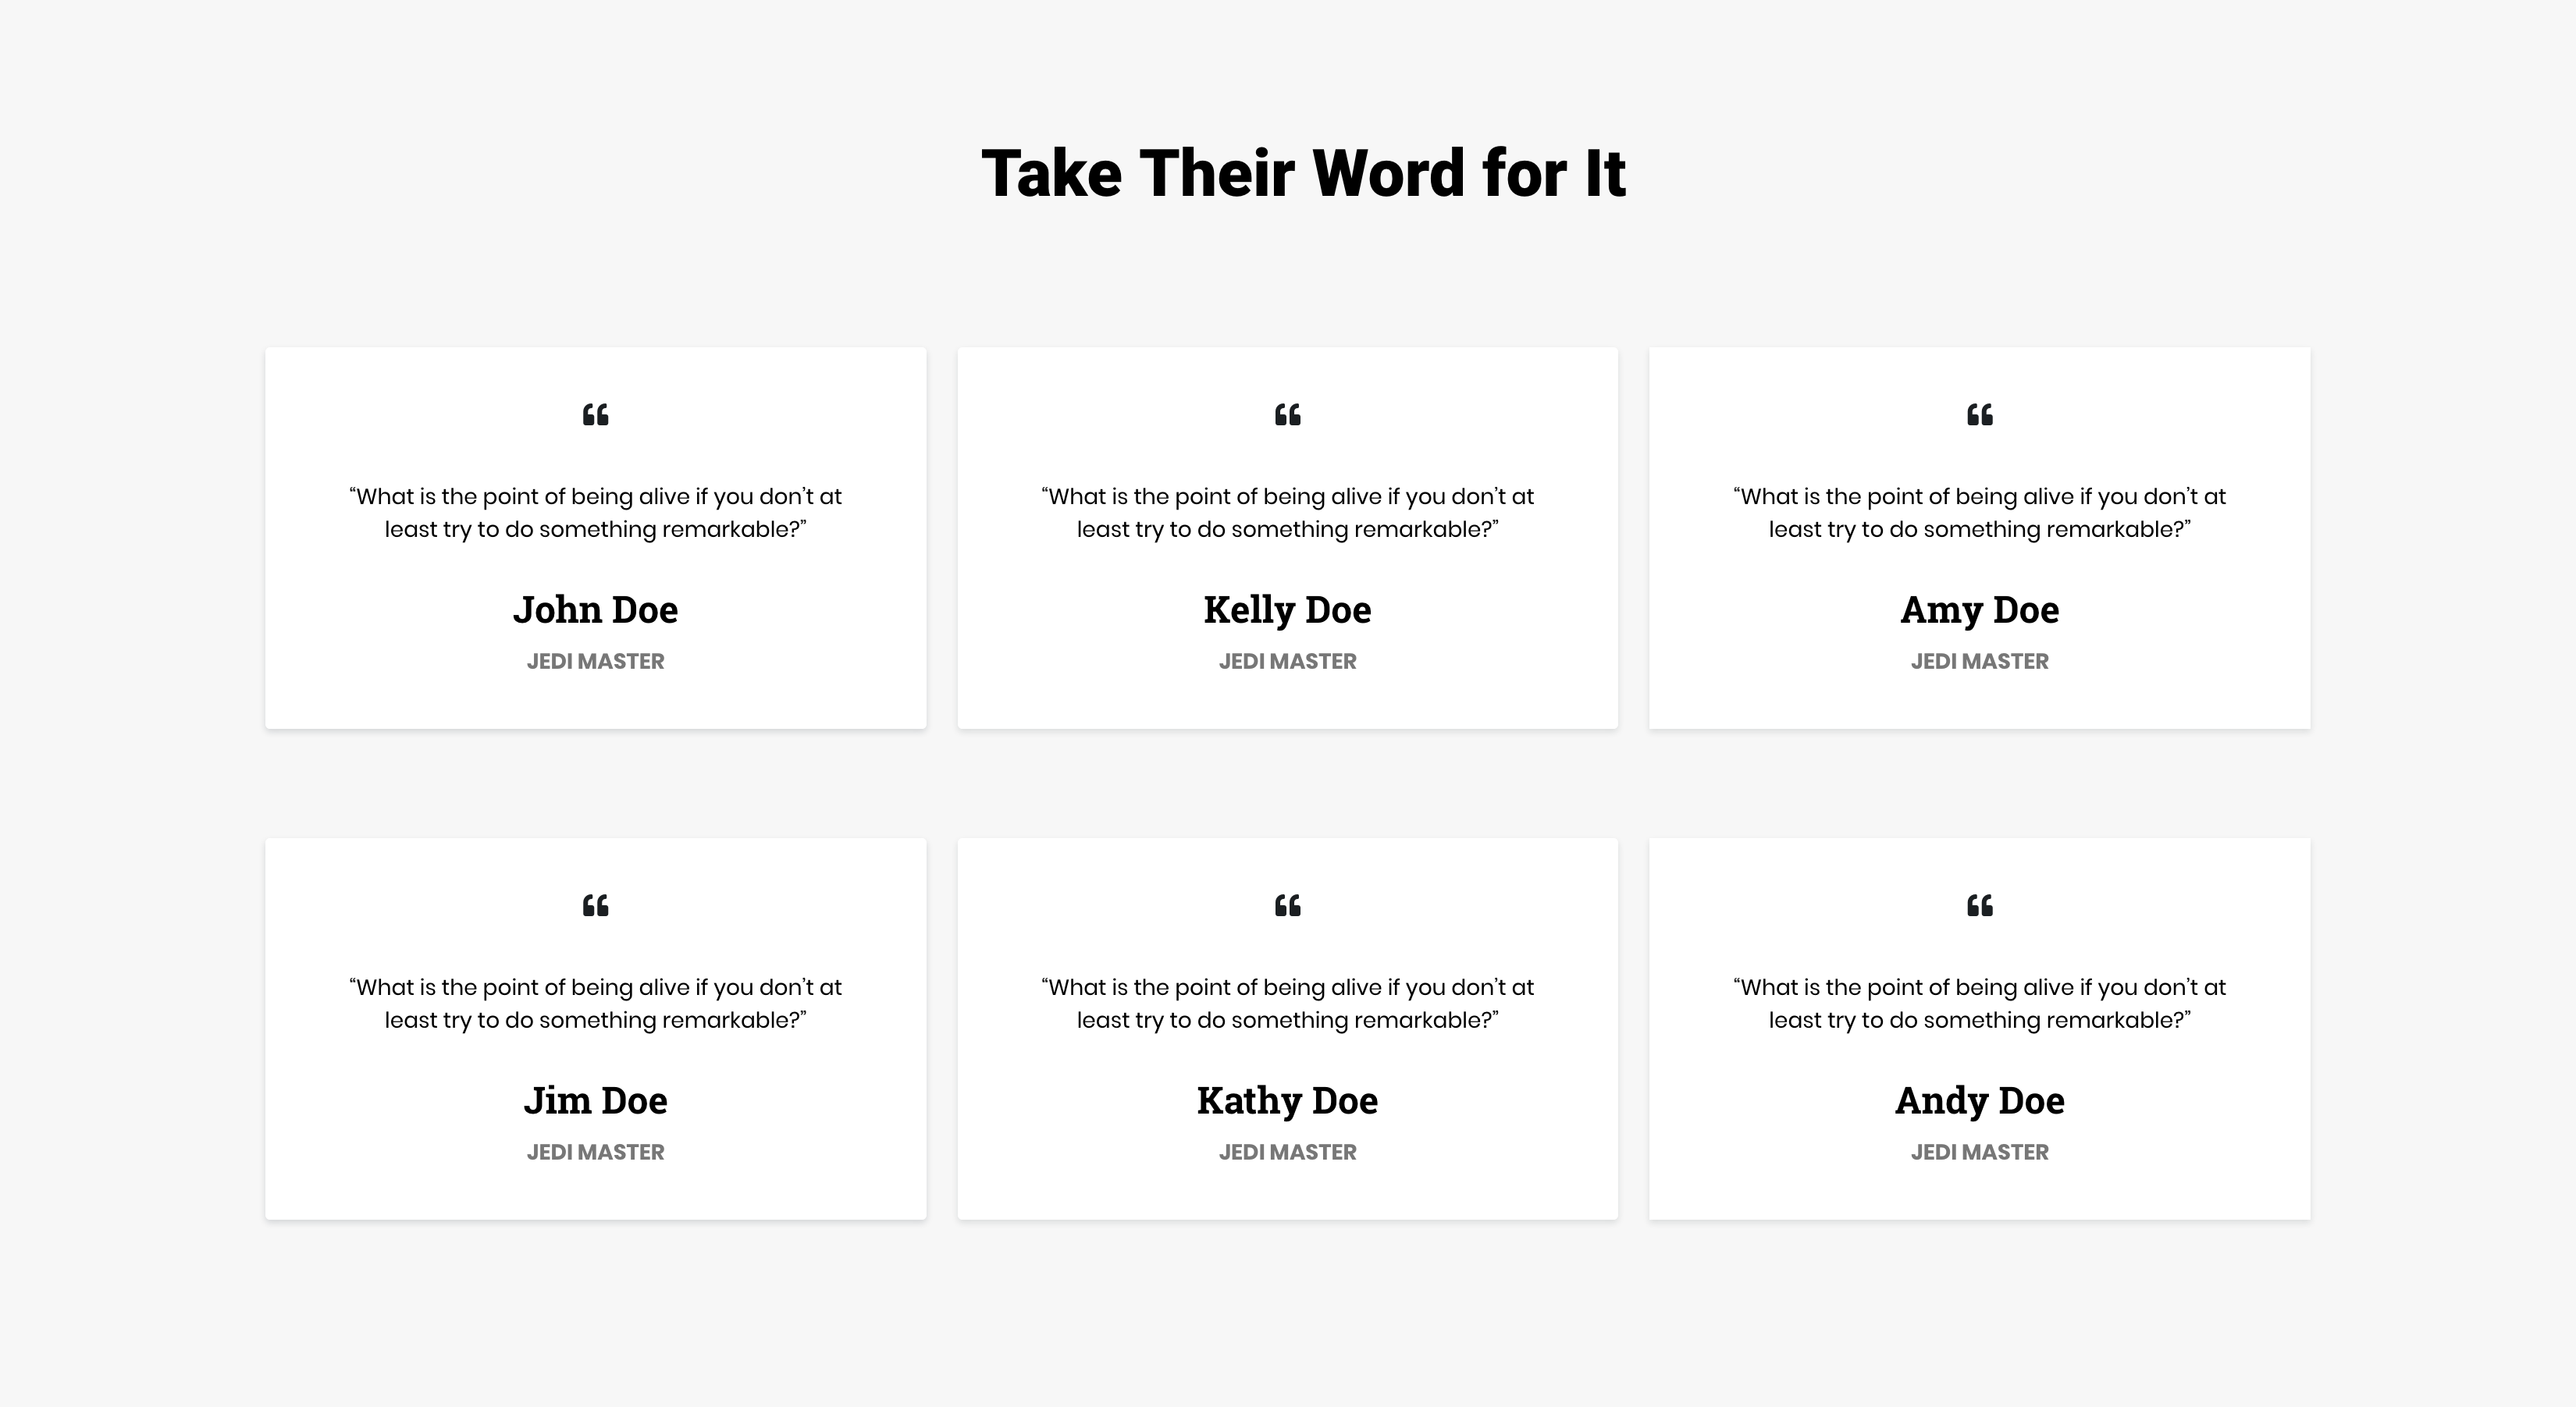 Take Their Word for It
“What is the point of being alive if you don’t at
least try to do something remarkable?”
John Doe
JEDI MASTER
“What is the point of being alive if you don’t at
least try to do something remarkable?”
Kelly Doe
JEDI MASTER
“What is the point of being alive if you don’t at
least try to do something remarkable?”
Amy Doe
JEDI MASTER
“What is the point of being alive if you don’t at
least try to do something remarkable?”
Jim Doe
JEDI MASTER
“What is the point of being alive if you don’t at
least try to do something remarkable?”
Kathy Doe
JEDI MASTER
“What is the point of being alive if you don’t at
least try to do something remarkable?”
Andy Doe
JEDI MASTER